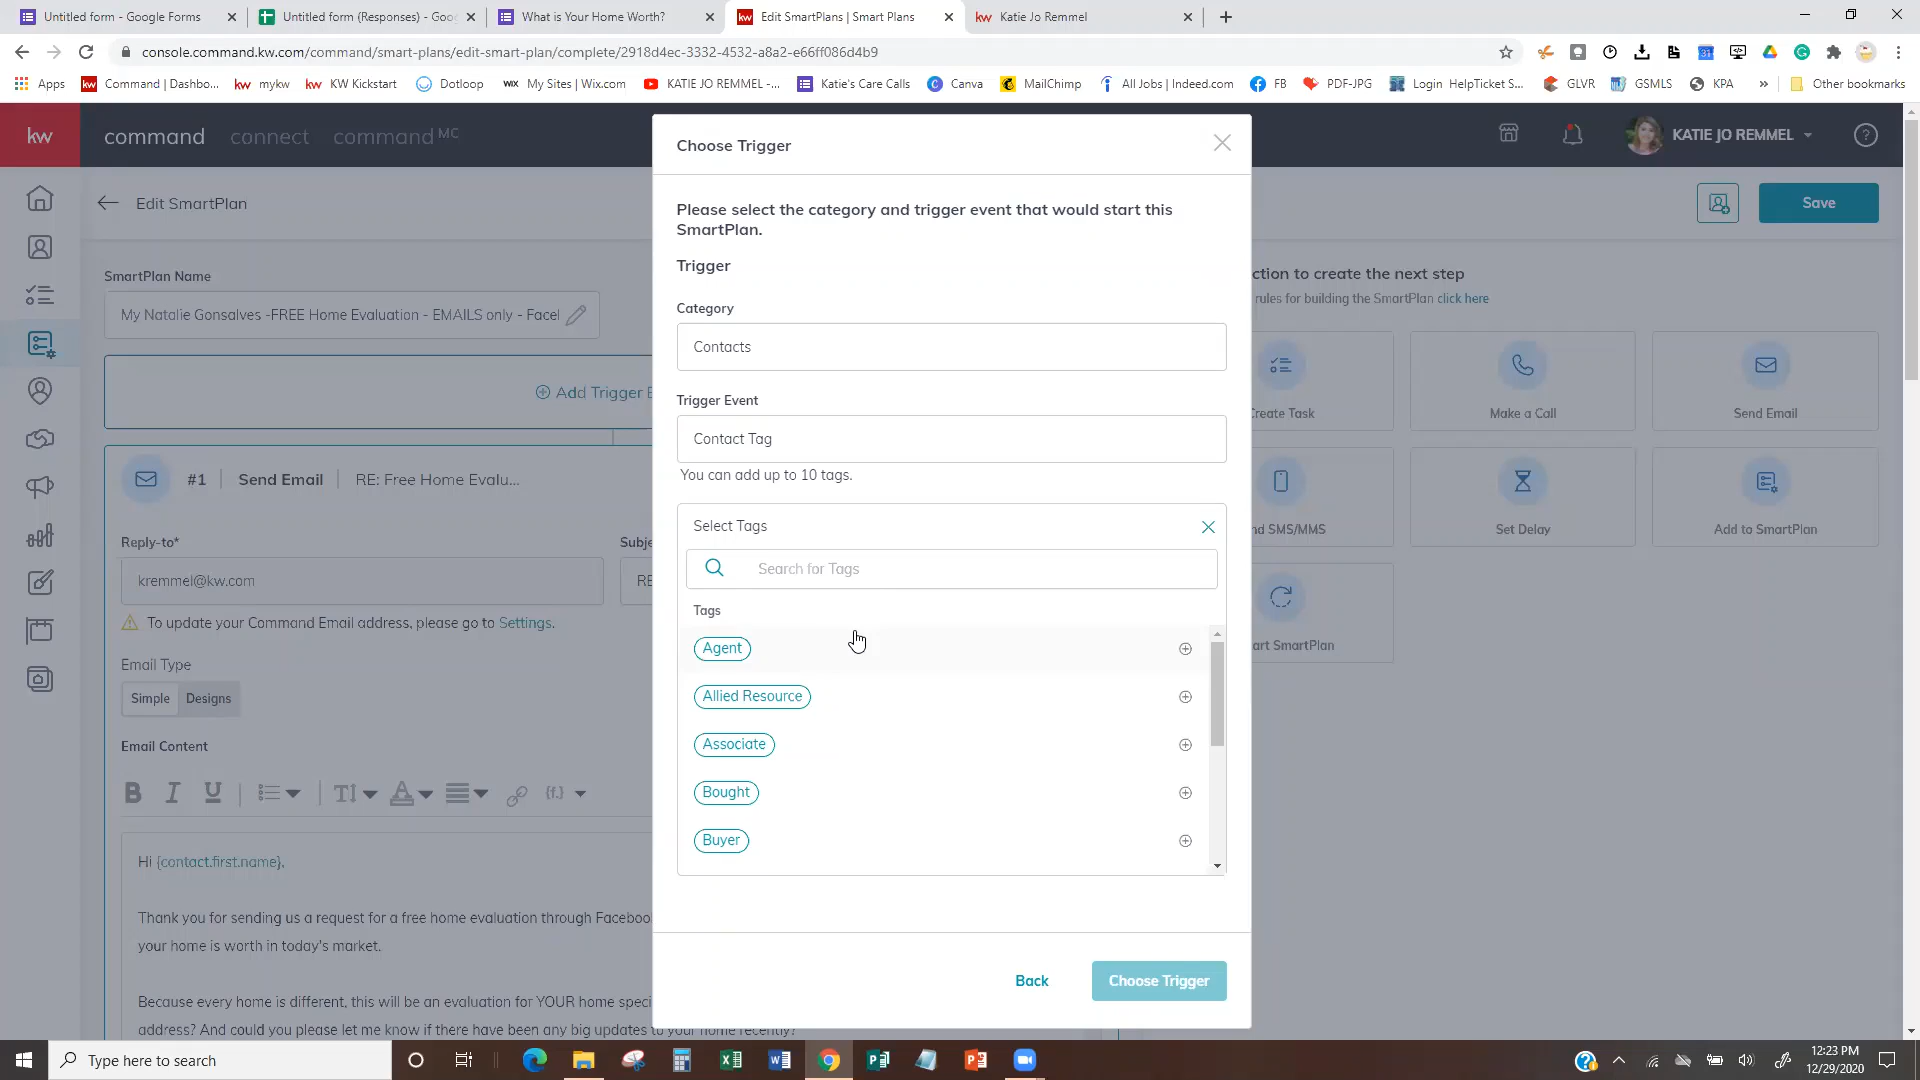 Untitled form - Google Forms
Untitled form (Responses) - Goo
What is Your Home Worth?
kw Edit SmartPlans | Smart Plans
kw Katie Jo Remmel
console.command.kw.com/command/smart-plans/edit-smart-plan/complete/2918d4ec-3332-4532-a8a2-e66ff086d4b9
Apps
kw Command | Dashbo...
kw mykw
kw KW Kickstart
Dotloop
WIX My Sites | Wix.com
KATIE JO REMMEL -...
Katie's Care Calls
Canva
MailChimp
All Jobs | Indeed.com
FB
PDF-JPG
Login HelpTicket S...
GLVR
GSMLS
KPA
»
Other bookmarks
kw
command
connect
command MC
KATIE JO REMMEL
Edit SmartPlan
Save
SmartPlan Name
My Natalie Gonsalves -FREE Home Evaluation - EMAILS only - Facel
Add Trigger E
#1
Send Email
RE: Free Home Evalu...
Reply-to*
Subje
kremmel@kw.com
RE
To update your Command Email address, please go to Settings.
Email Type
Simple
Designs
Email Content
B I U
{f.}
Hi {contact.first.name},
Thank you for sending us a request for a free home evaluation through Faceboo
your home is worth in today's market.
Because every home is different, this will be an evaluation for YOUR home speci
address? And could you please let me know if there have been any big updates to your home recently?
Choose Trigger
Please select the category and trigger event that would start this
SmartPlan.
Trigger
Category
Contacts
Trigger Event
Contact Tag
You can add up to 10 tags.
Select Tags
Search for Tags
Tags
Agent
Allied Resource
Associate
Bought
Buyer
Back
Choose Trigger
ction to create the next step
rules for building the SmartPlan click here
Create Task
Make a Call
Send Email
nd SMS/MMS
Set Delay
Add to SmartPlan
art SmartPlan
Type here to search
12:23 PM
12/29/2020